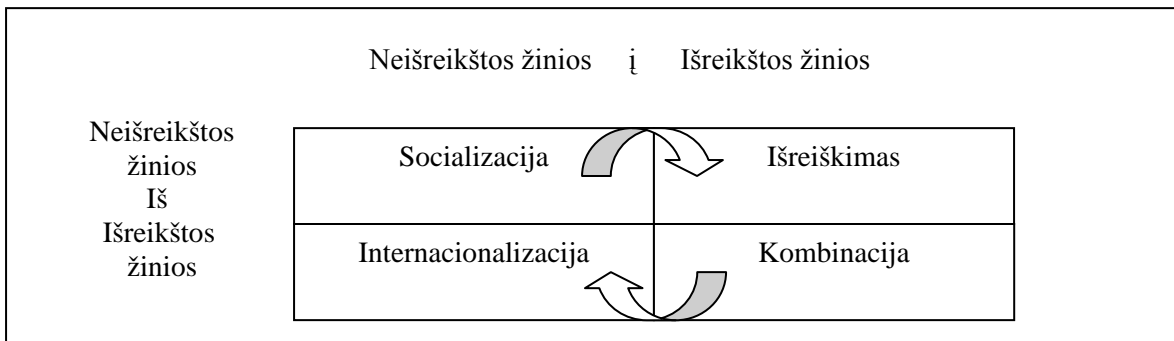 Neišreikštos žinios į Išreikštos žinios
Neišreikštos
žinios
Iš
Išreikštos
žinios
Socializacija Išreiškimas
Internacionalizacija Kombinacija